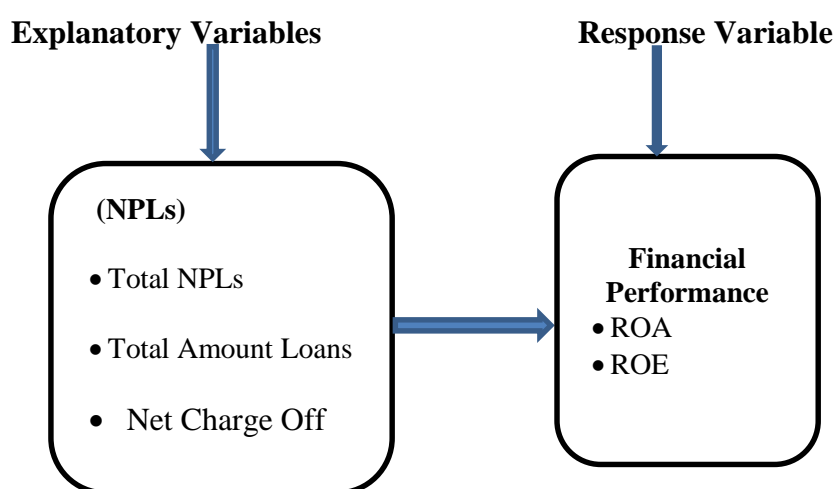 Explanatory Variables
Response Variable
(NPLs)
• Total NPLs
• Total Amount Loans
• Net Charge Off
Financial
Performance
• ROA
• ROE